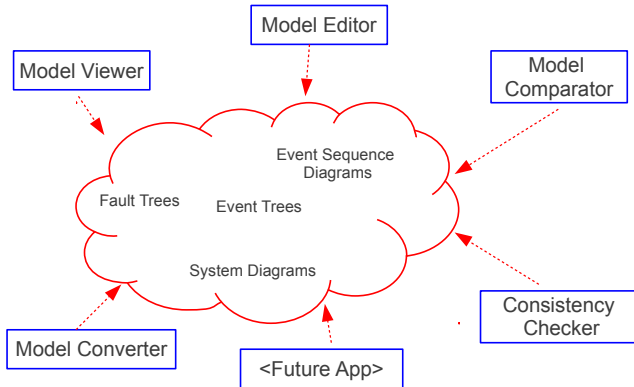 Model Editor
Model Viewer
Model
Comparator
Event Sequence
Diagrams
Fault Trees
Event Trees
System Diagrams
Consistency
Checker
Model Converter
<Future App>